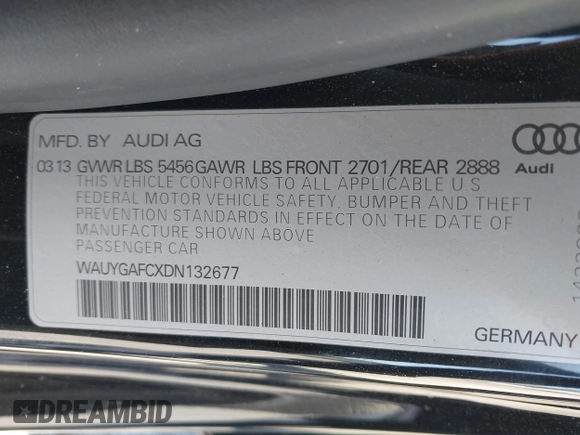 MFD. BY AUDI AG
03 13 GVWR LBS 5456 GAWR LBS FRONT 2701/REAR 2888
Audi
THIS VEHICLE CONFORMS TO ALL APPLICABLE U S
FEDERAL MOTOR VEHICLE SAFETY, BUMPER AND THEFT
PREVENTION STANDARDS IN EFFECT ON THE DATE OF
MANUFACTURE SHOWN ABOVE
PASSENGER CAR
WAUYGAFCXDN132677
GERMANY
DREAMBID